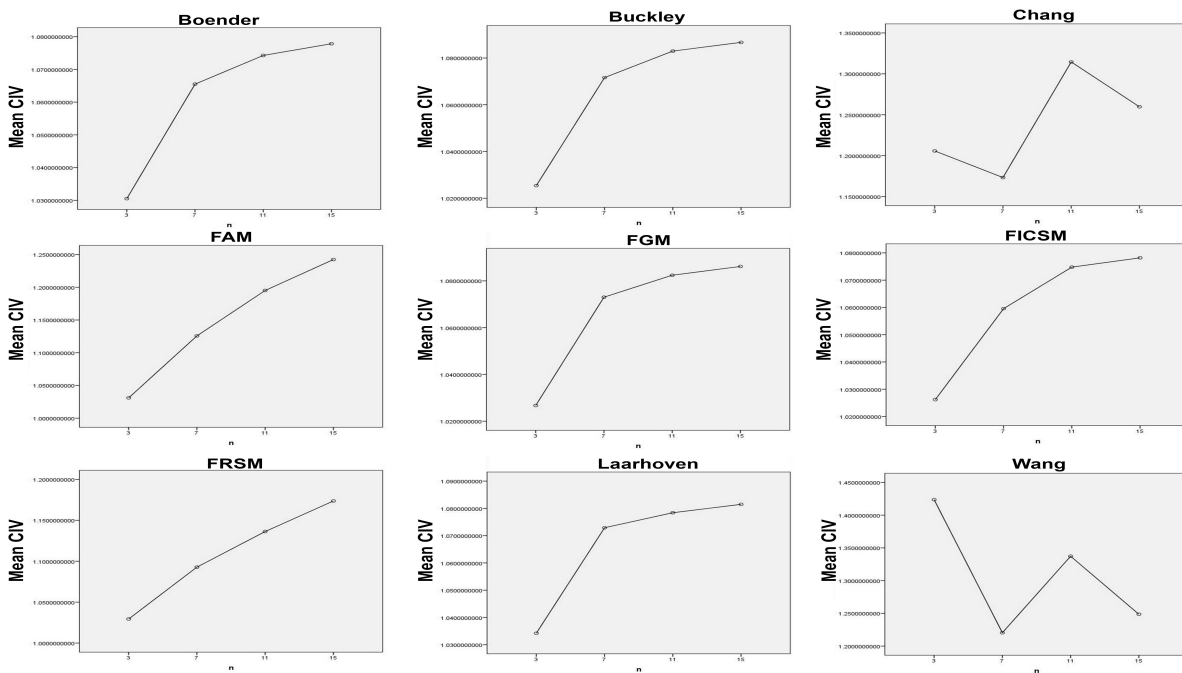 Boender
Mean CIV
1.0800000000
1.0700000000
1.0600000000
1.0500000000
1.0400000000
1.0300000000
3 7 11 15
n
Buckley
Mean CIV
1.0800000000
1.0600000000
1.0400000000
1.0200000000
3 7 11 15
n
Chang
Mean CIV
1.3500000000
1.3000000000
1.2500000000
1.2000000000
1.1500000000
3 7 11 15
n
FAM
Mean CIV
1.2500000000
1.2000000000
1.1500000000
1.1000000000
1.0500000000
1.0000000000
3 7 11 15
n
FGM
Mean CIV
1.0800000000
1.0600000000
1.0400000000
1.0200000000
3 7 11 15
n
FICSM
Mean CIV
1.0800000000
1.0700000000
1.0600000000
1.0500000000
1.0400000000
1.0300000000
1.0200000000
3 7 11 15
n
FRSM
Mean CIV
1.2000000000
1.1500000000
1.1000000000
1.0500000000
1.0000000000
3 7 11 15
n
Laarhoven
Mean CIV
1.0900000000
1.0800000000
1.0700000000
1.0600000000
1.0500000000
1.0400000000
1.0300000000
3 7 11 15
n
Wang
Mean CIV
1.4500000000
1.4000000000
1.3500000000
1.3000000000
1.2500000000
1.2000000000
3 7 11 15
n